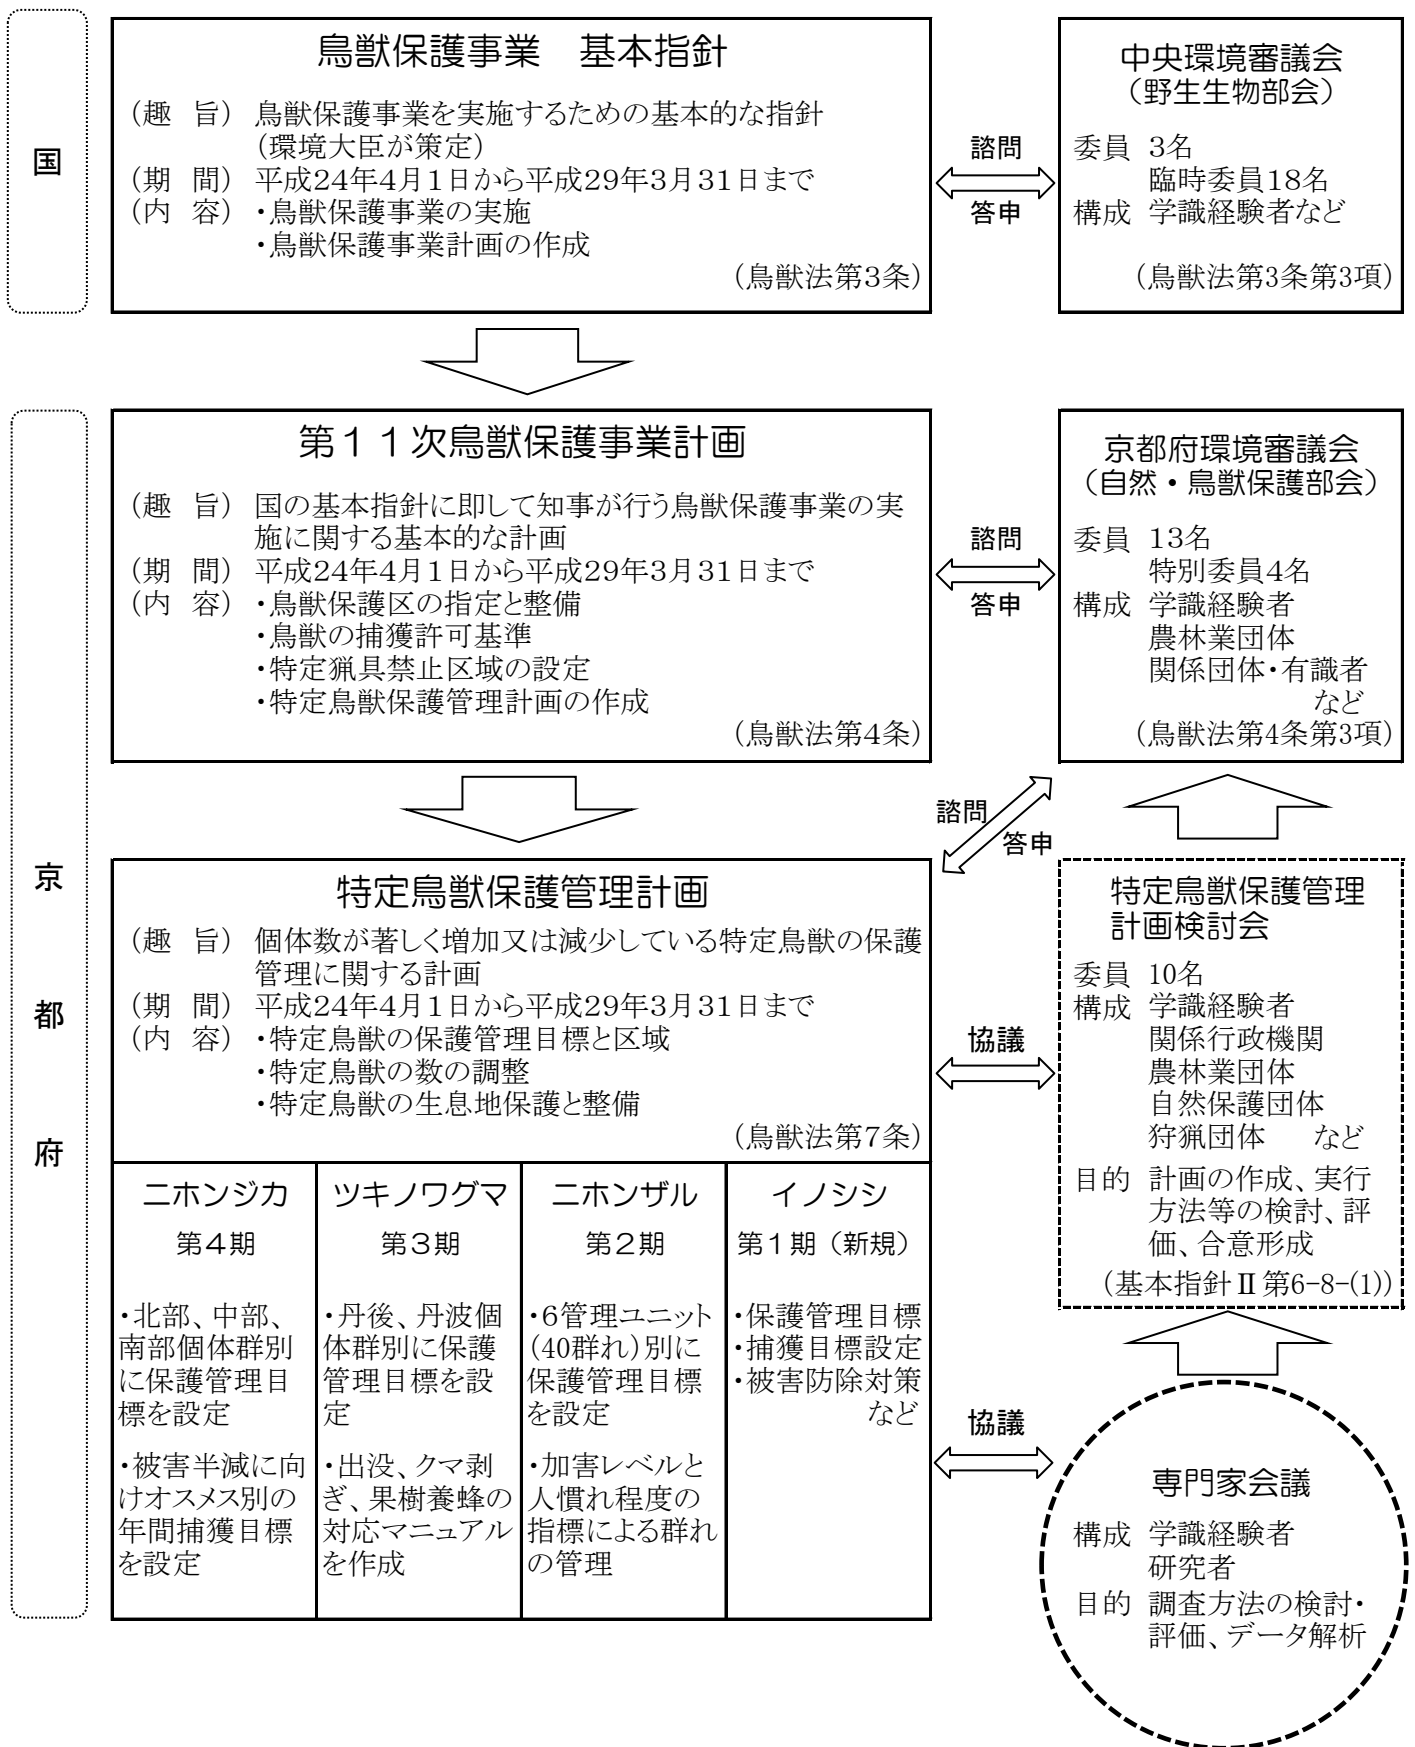 国
鳥獣保護事業　基本指針
（趣　旨）鳥獣保護事業を実施するための基本的な指針
（環境大臣が策定）
（期　間）平成24年4月1日から平成29年3月31日まで
（内　容）・鳥獣保護事業の実施
・鳥獣保護事業計画の作成
（鳥獣法第3条）
諮問
答申
中央環境審議会
（野生生物部会）
委員　3名
臨時委員18名
構成　学識経験者など
（鳥獣法第3条第3項）
京
都
府
第１１次鳥獣保護事業計画
（趣　旨）国の基本指針に即して知事が行う鳥獣保護事業の実
施に関する基本的な計画
（期　間）平成24年4月1日から平成29年3月31日まで
（内　容）・鳥獣保護区の指定と整備
・鳥獣の捕獲許可基準
・特定猟具禁止区域の設定
・特定鳥獣保護管理計画の作成
（鳥獣法第4条）
諮問
答申
京都府環境審議会
（自然・鳥獣保護部会）
委員　13名
特別委員4名
構成　学識経験者
農林業団体
関係団体・有識者
など
（鳥獣法第4条第3項）
諮問
答申
特定鳥獣保護管理計画
（趣　旨）個体数が著しく増加又は減少している特定鳥獣の保護
管理に関する計画
（期　間）平成24年4月1日から平成29年3月31日まで
（内　容）・特定鳥獣の保護管理目標と区域
・特定鳥獣の数の調整
・特定鳥獣の生息地保護と整備
（鳥獣法第7条）
協議
特定鳥獣保護管理
計画検討会
委員　10名
構成　学識経験者
関係行政機関
農林業団体
自然保護団体
狩猟団体　など
目的　計画の作成、実行
方法等の検討、評
価、合意形成
（基本指針Ⅱ第6-8-(1)）
ニホンジカ
第４期
・北部、中部、
南部個体群別
に保護管理目
標を設定
・被害半減に向
けオスメス別の
年間捕獲目標
を設定
ツキノワグマ
第３期
・丹後、丹波個
体群別に保護
管理目標を設
定
・出没、クマ剥
ぎ、果樹養蜂の
対応マニュアル
を作成
ニホンザル
第２期
・6管理ユニット
(40群れ)別に
保護管理目標
を設定
・加害レベルと
人慣れ程度の
指標による群れ
の管理
イノシシ
第１期（新規）
・保護管理目標
・捕獲目標設定
・被害防除対策
など
協議
専門家会議
構成　学識経験者
研究者
目的　調査方法の検討・
評価、データ解析